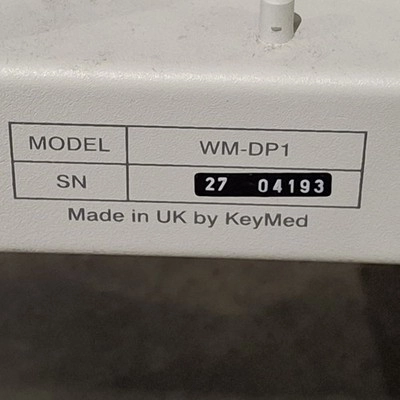 MODEL WM-DP1
SN 27 04193
Made in UK by KeyMed